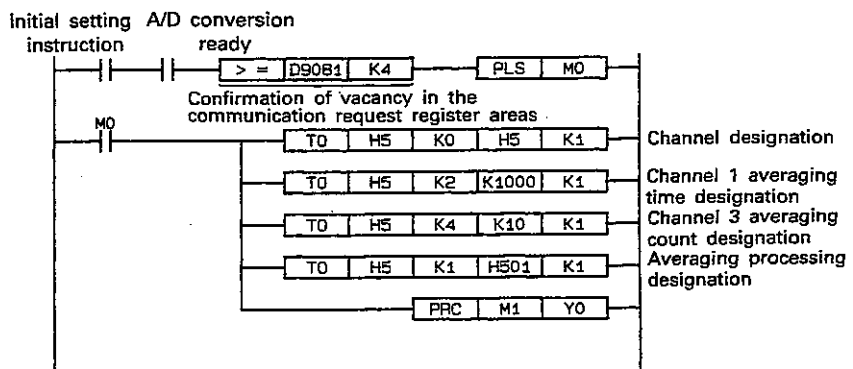 Initial setting A/D conversion
instruction ready
> = D9081 K4 PLS M0
Confirmation of vacancy in the
communication request register areas
M0
TO H5 K0 H5 K1 Channel designation
TO H5 K2 K1000 K1 Channel 1 averaging
time designation
TO H5 K4 K10 K1 Channel 3 averaging
count designation
TO H5 K1 H501 K1 Averaging processing
designation
PRC M1 Y0